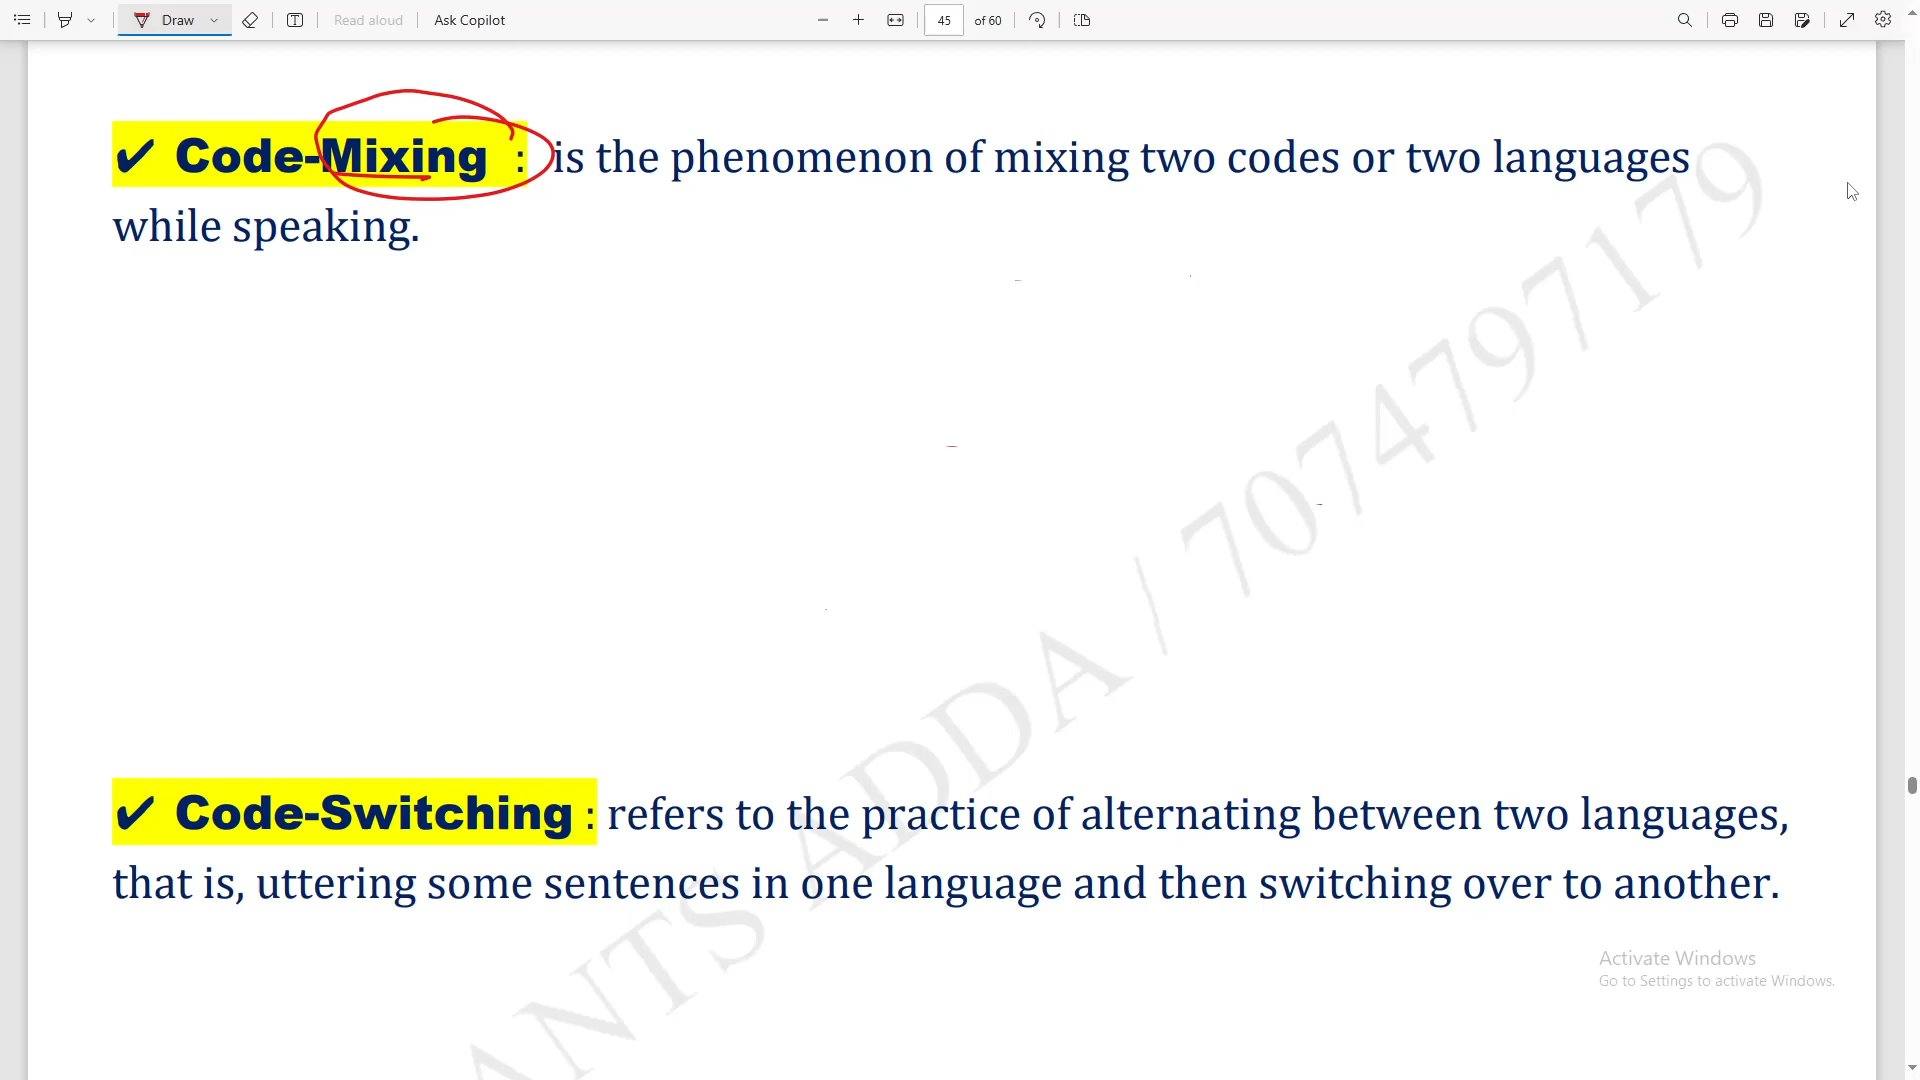 Draw
Read aloud
Ask Copilot
45 of 60
✔ Code-Mixing : is the phenomenon of mixing two codes or two languages
while speaking.
ANTS ADDA / 7074797179
✔ Code-Switching : refers to the practice of alternating between two languages,
that is, uttering some sentences in one language and then switching over to another.
Activate Windows
Go to Settings to activate Windows.